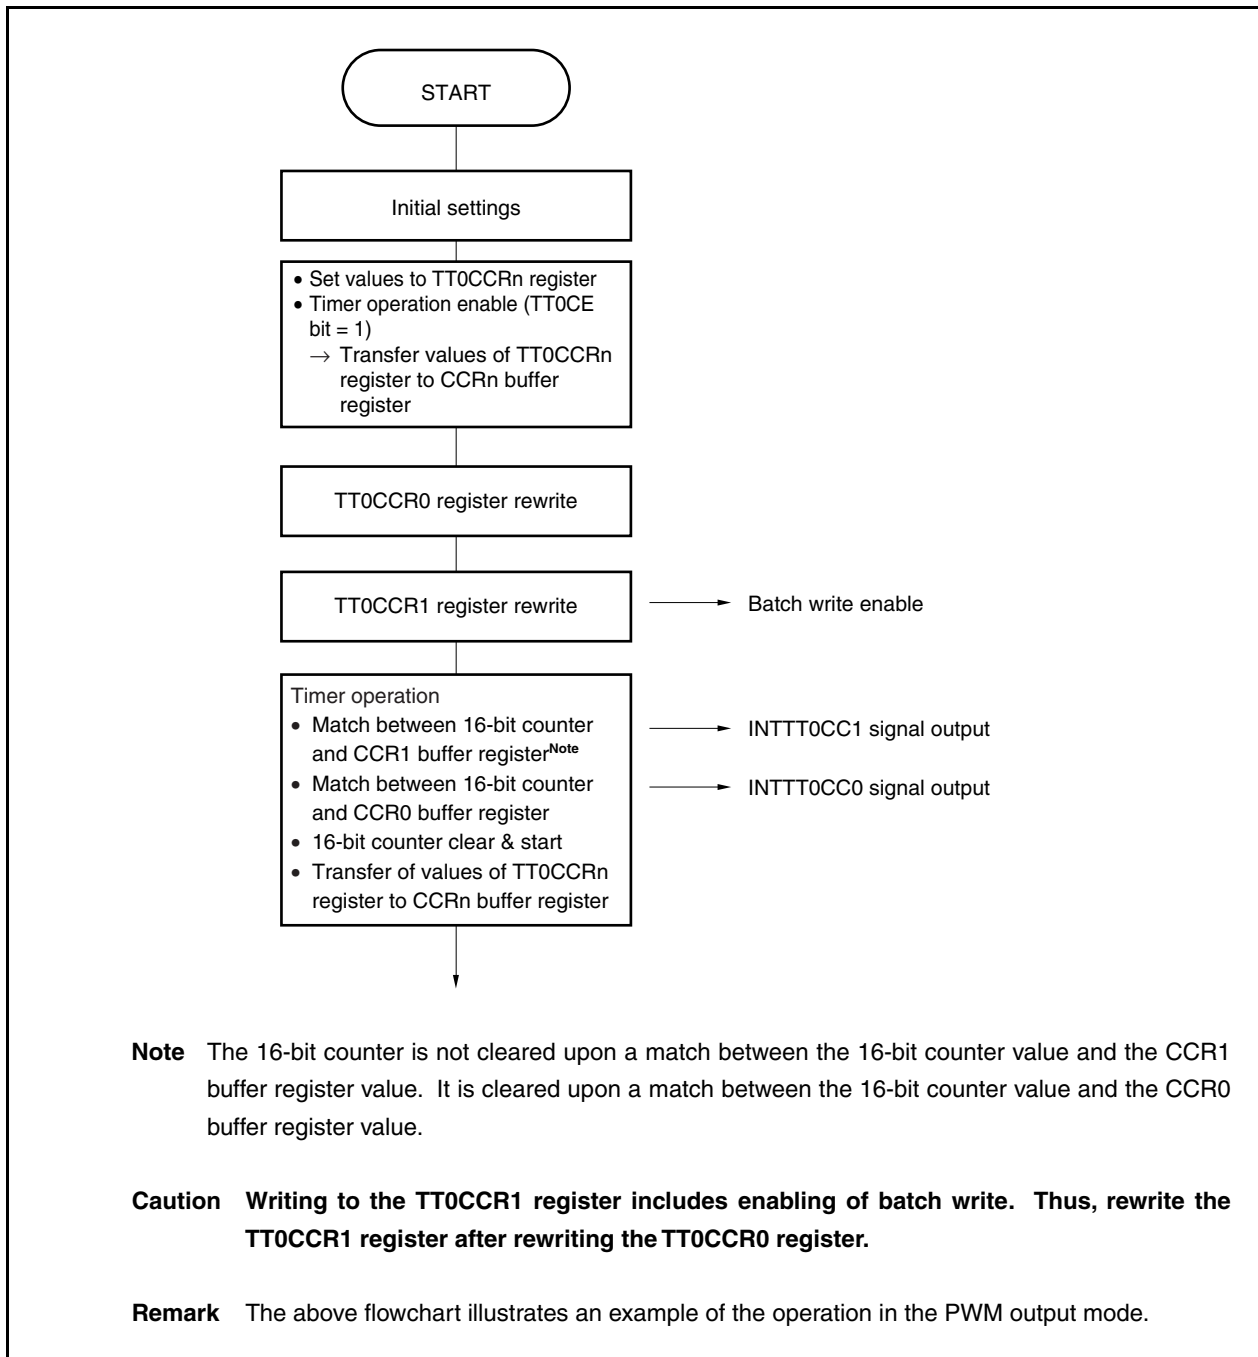 START
Initial settings
• Set values to TT0CCRn register
• Timer operation enable (TT0CE
bit = 1)
→ Transfer values of TT0CCRn
register to CCRn buffer
register
TT0CCR0 register rewrite
TT0CCR1 register rewrite
Batch write enable
Timer operation
• Match between 16-bit counter
and CCR1 buffer registerNote
INTTT0CC1 signal output
• Match between 16-bit counter
and CCR0 buffer register
INTTT0CC0 signal output
• 16-bit counter clear & start
• Transfer of values of TT0CCRn
register to CCRn buffer register
Note The 16-bit counter is not cleared upon a match between the 16-bit counter value and the CCR1
buffer register value. It is cleared upon a match between the 16-bit counter value and the CCR0
buffer register value.
Caution Writing to the TT0CCR1 register includes enabling of batch write. Thus, rewrite the
TT0CCR1 register after rewriting the TT0CCR0 register.
Remark The above flowchart illustrates an example of the operation in the PWM output mode.